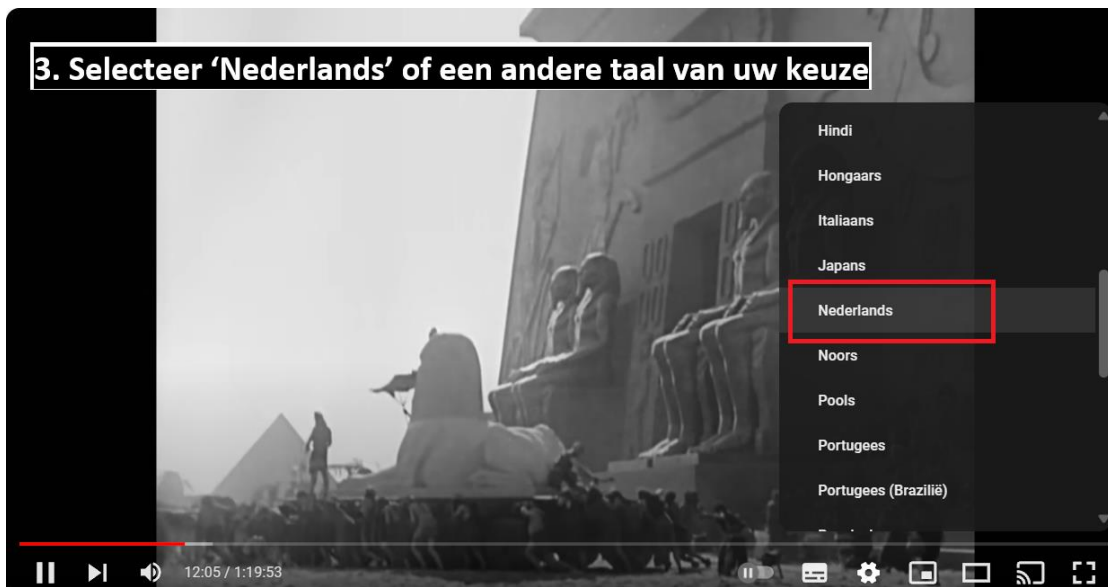 3. Selecteer ‘Nederlands’ of een andere taal van uw keuze
Hindi
Hongaars
Italiaans
Japans
Nederlands
Noors
Pools
Portugees
Portugees (Brazilië)
12:05 / 1:19:53